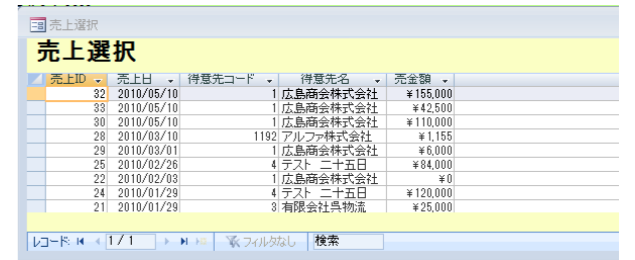 売上選択
売上選択
売上ID 売上日 得意先コード 得意先名 売金額
32 2010/05/10 1 広島商会株式会社 ¥155,000
33 2010/05/10 1 広島商会株式会社 ¥42,500
30 2010/05/10 1 広島商会株式会社 ¥110,000
28 2010/03/10 1192 アルファ株式会社 ¥1,155
29 2010/03/01 1 広島商会株式会社 ¥6,000
25 2010/02/26 4 テスト 二十五日 ¥84,000
22 2010/02/03 1 広島商会株式会社 ¥0
24 2010/01/29 4 テスト 二十五日 ¥120,000
21 2010/01/29 3 有限会社呉物流 ¥25,000
レコード: 1 / 1 フィルタなし 検索